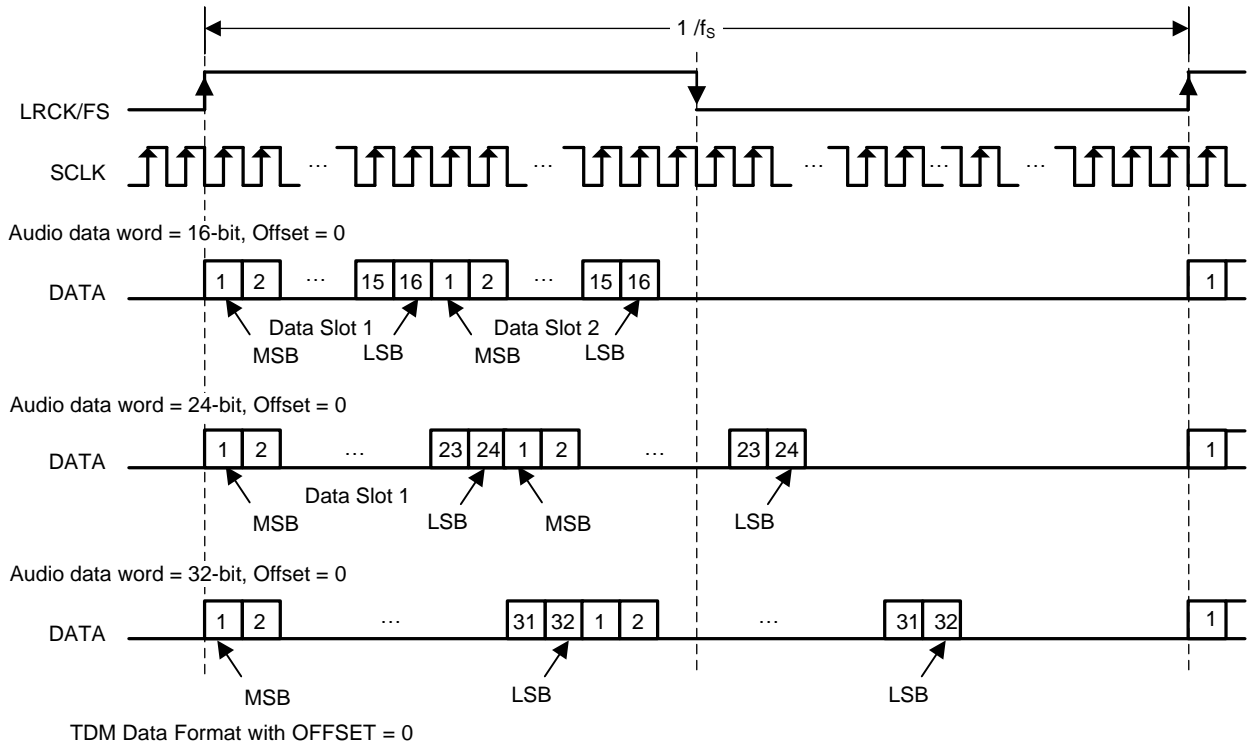 1 /fS
LRCK/FS
SCLK … … … … …
Audio data word = 16-bit, Offset = 0
DATA 1 2 … 15 16 1 2 … 15 16 1
Data Slot 1 Data Slot 2
MSB LSB MSB LSB
Audio data word = 24-bit, Offset = 0
DATA 1 2 … 23 24 1 2 … 23 24 1
Data Slot 1
MSB LSB MSB LSB
Audio data word = 32-bit, Offset = 0
DATA 1 2 … 31 32 1 2 … 31 32 1
MSB LSB LSB
TDM Data Format with OFFSET = 0